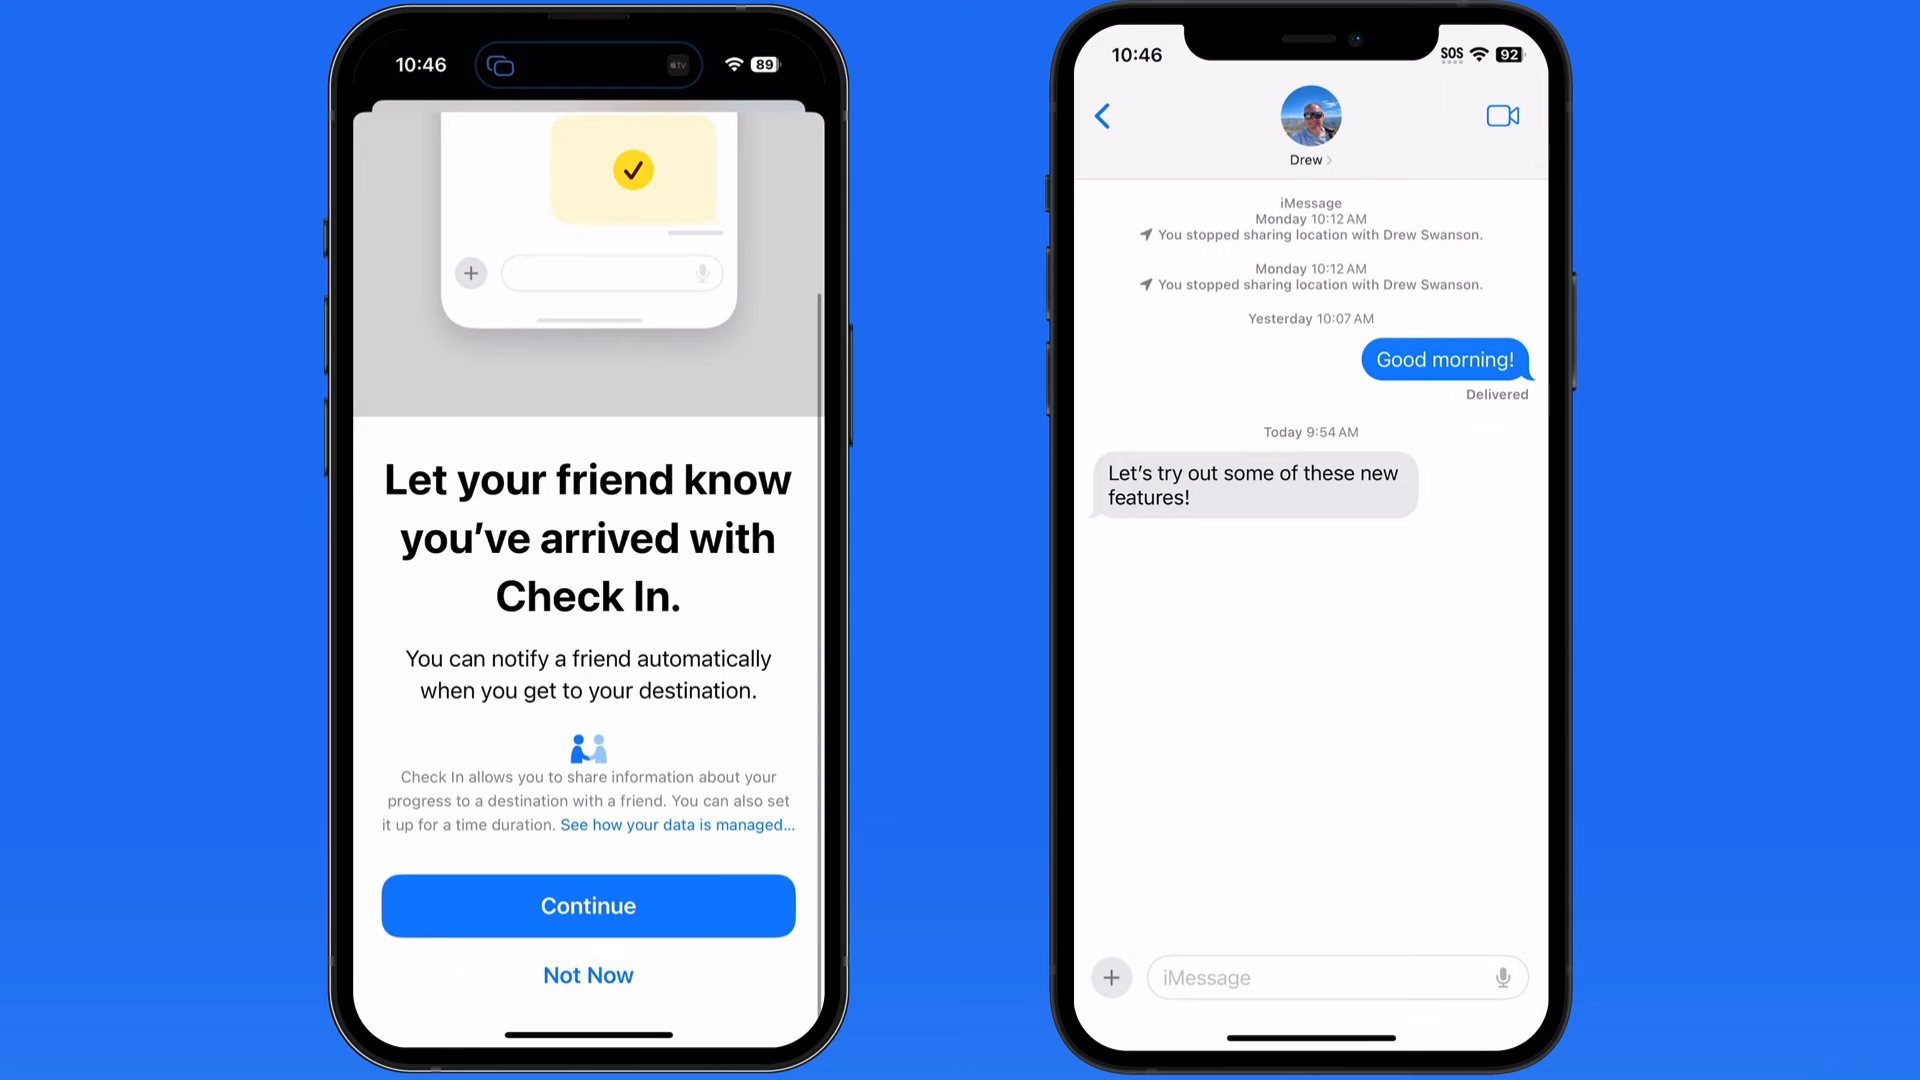 10:46
tv
89
Let your friend know
you’ve arrived with
Check In.
You can notify a friend automatically
when you get to your destination.
Check In allows you to share information about your
progress to a destination with a friend. You can also set
it up for a time duration. See how your data is managed...
Continue
Not Now
10:46
SOS
92
Drew
iMessage
Monday 10:12 AM
You stopped sharing location with Drew Swanson.
Monday 10:12 AM
You stopped sharing location with Drew Swanson.
Yesterday 10:07 AM
Good morning!
Delivered
Today 9:54 AM
Let’s try out some of these new
features!
iMessage